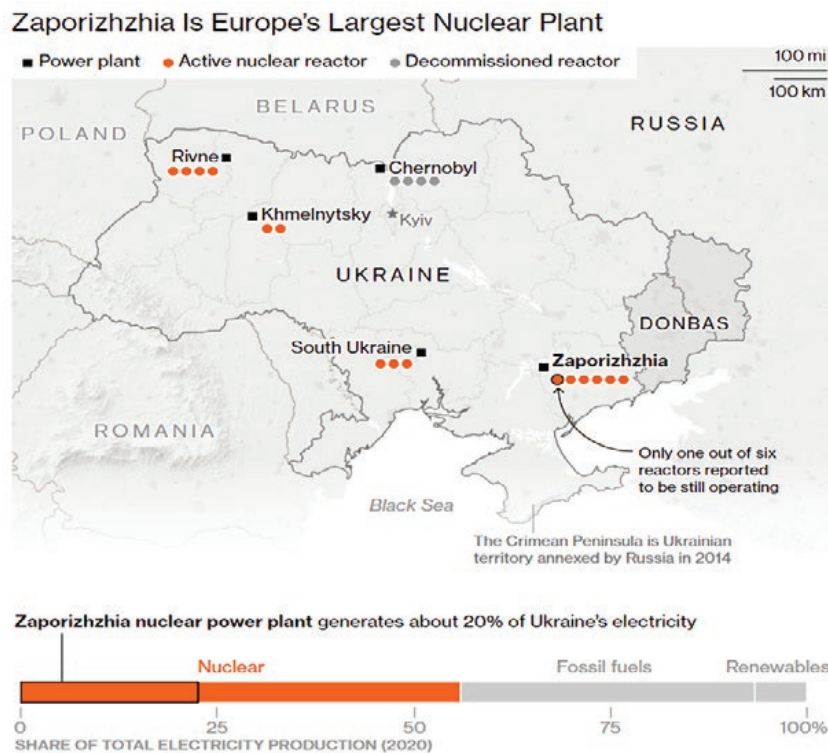 Zaporizhzhia Is Europe's Largest Nuclear Plant
Power plant Active nuclear reactor Decommissioned reactor
100 mi
100 km
BELARUS
POLAND
RUSSIA
Rivne
Chernobyl
Khmelnytsky
Kyiv
UKRAINE
DONBAS
South Ukraine
Zaporizhzhia
ROMANIA
Only one out of six
reactors reported
to be still operating
Black Sea
The Crimean Peninsula is Ukrainian
territory annexed by Russia in 2014
Zaporizhzhia nuclear power plant generates about 20% of Ukraine's electricity
Nuclear Fossil fuels Renewables
0 25 50 75 100%
SHARE OF TOTAL ELECTRICITY PRODUCTION (2020)